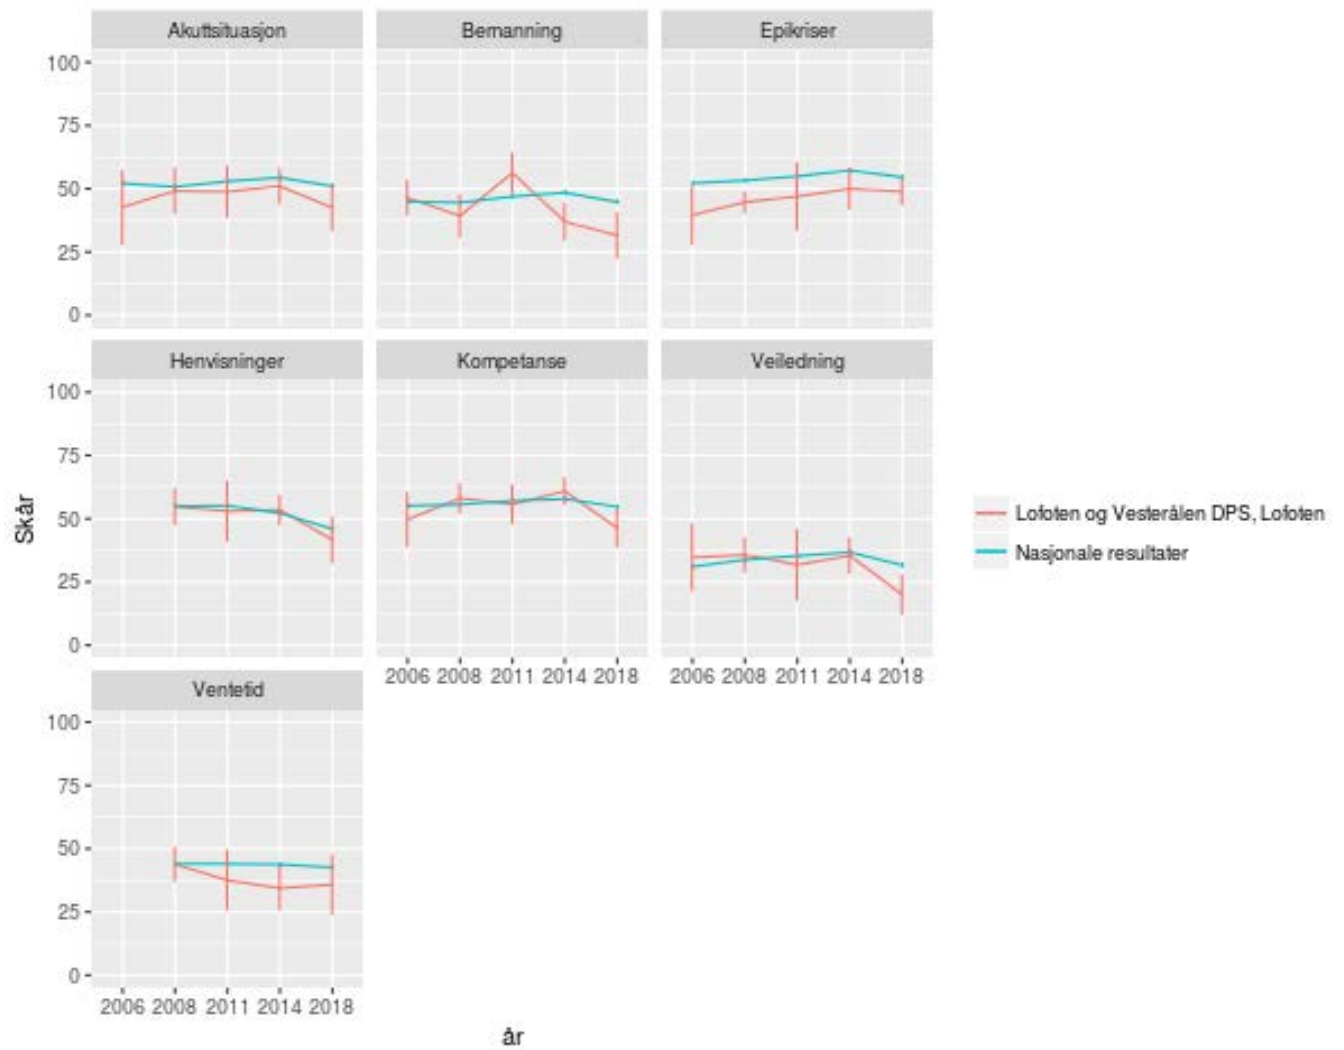 Akuttsituasjon Bemanning Epikriser
100
75
50
25
0
Henvisninger Kompetanse Veiledning
100
75
50
25
0
2006 2008 2011 2014 2018 2006 2008 2011 2014 2018
Ventetid
100
75
50
25
0
2006 2008 2011 2014 2018
Skår
år
Lofoten og Vesterålen DPS, Lofoten
Nasjonale resultater